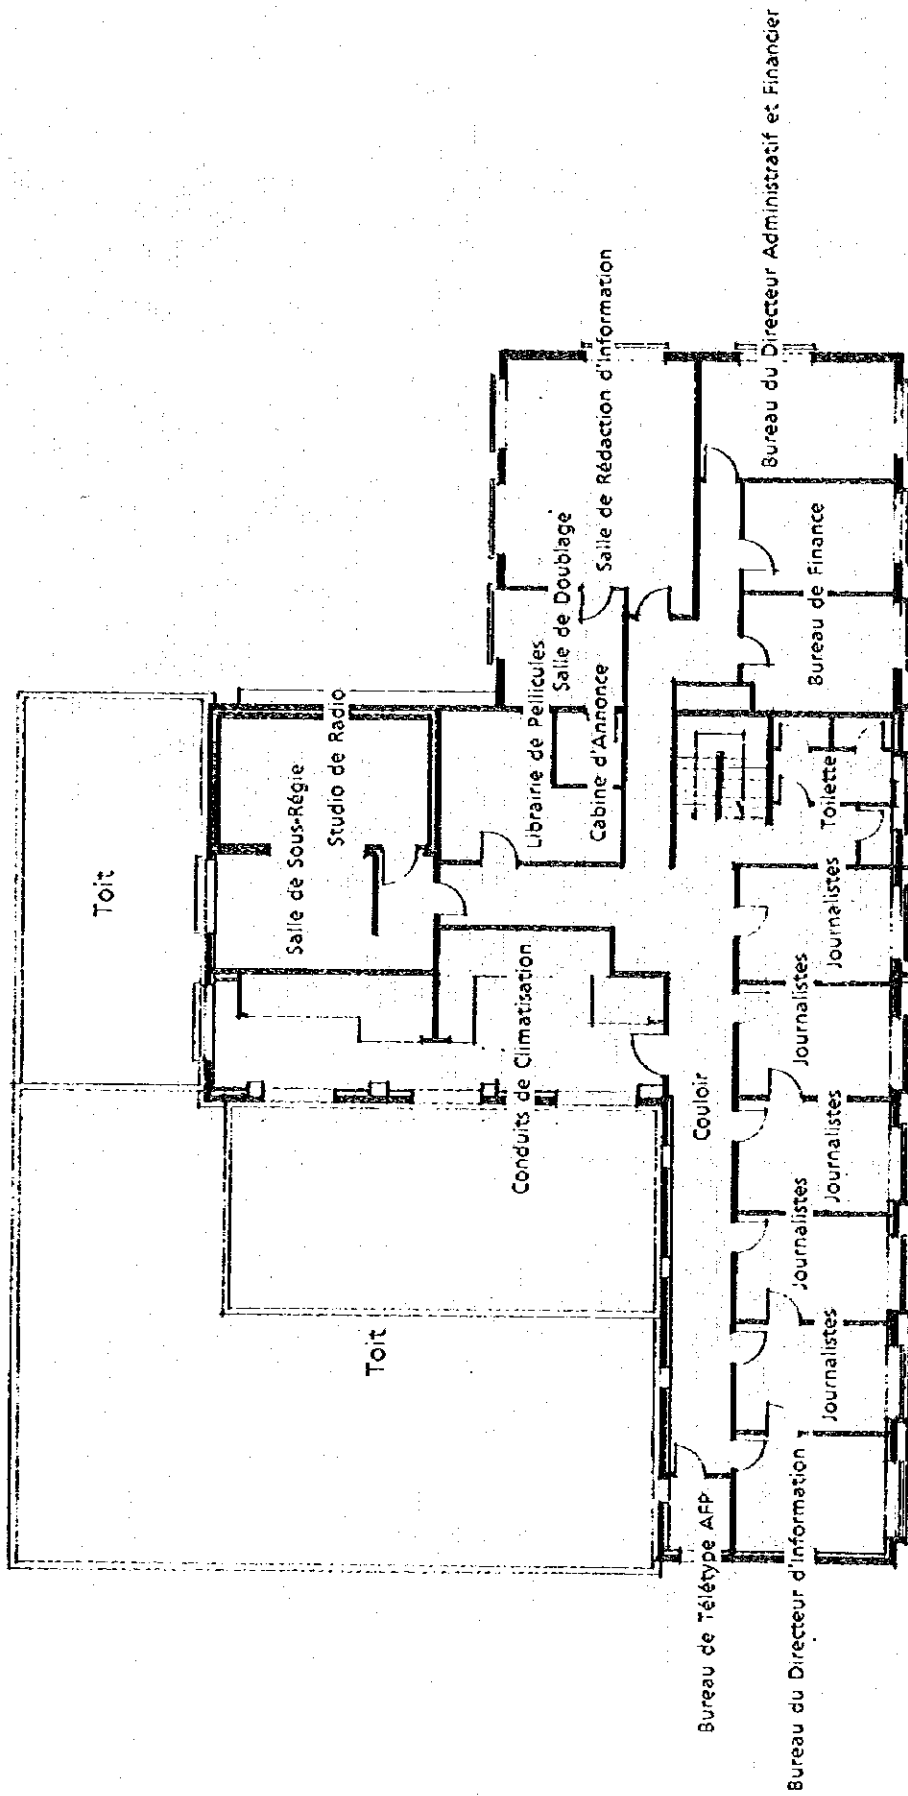 Toit
Toit
Salle de Sous-Régie
Studio de Radio
Conduits de Climatisation
Librairie de Pellicules
Salle de Doublage
Cabine d'Annonce
Salle de Rédaction d'Information
Couloir
Bureau de Télétype AFP
Bureau du Directeur d'Information
Journalistes
Journalistes
Journalistes
Journalistes
Journalistes
Toilette
Bureau de Finance
Bureau du Directeur Administratif et Financier